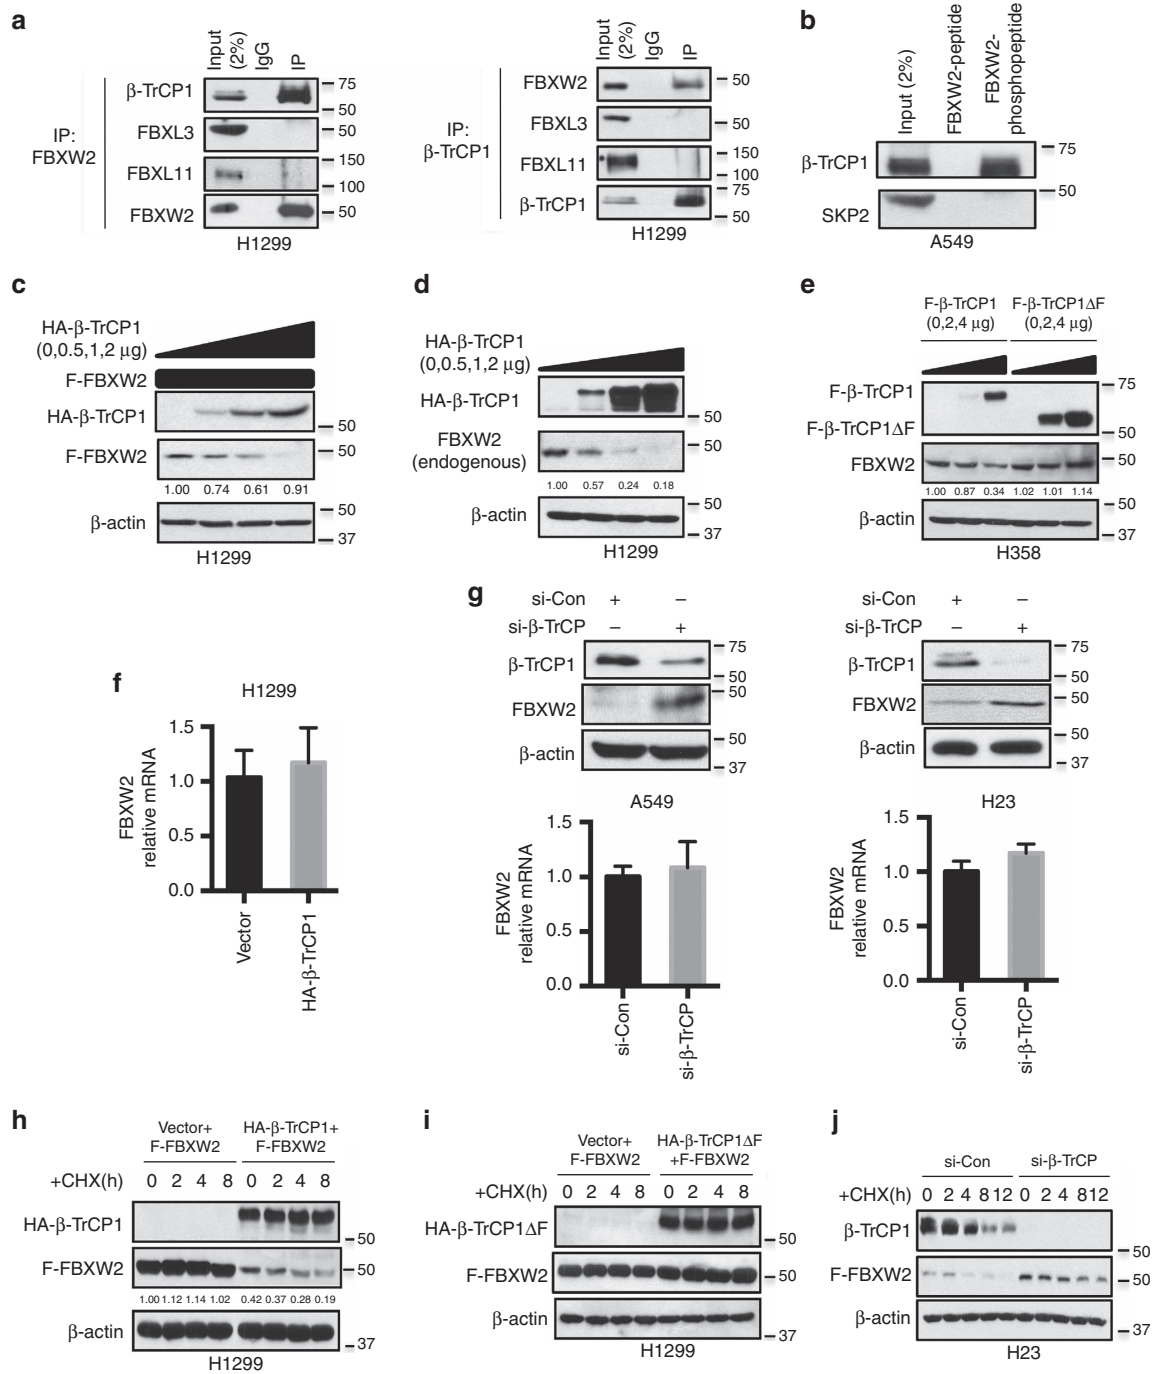 a
Input (2%)
IgG
IP
IP: FBXW2
β-TrCP1
75
50
FBXL3
50
FBXL11
150
100
FBXW2
50
H1299
Input (2%)
IgG
IP
IP: β-TrCP1
FBXW2
50
FBXL3
50
FBXL11
150
100
β-TrCP1
75
50
H1299
b
Input (2%)
FBXW2-peptide
FBXW2-phosphopeptide
β-TrCP1
75
SKP2
50
A549
c
HA-β-TrCP1
(0,0.5,1,2 μg)
F-FBXW2
HA-β-TrCP1
50
F-FBXW2
50
1.00 0.74 0.61 0.91
β-actin
50
37
H1299
d
HA-β-TrCP1
(0,0.5,1,2 μg)
HA-β-TrCP1
50
FBXW2
(endogenous)
50
1.00 0.57 0.24 0.18
β-actin
50
37
H1299
e
F-β-TrCP1 F-β-TrCP1ΔF
(0,2,4 μg) (0,2,4 μg)
F-β-TrCP1
75
F-β-TrCP1ΔF
50
FBXW2
50
1.00 0.87 0.34 1.02 1.01 1.14
β-actin
50
37
H358
f
H1299
FBXW2
relative mRNA
1.5
1.0
0.5
0.0
Vector
HA-β-TrCP1
g
si-Con + −
si-β-TrCP − +
β-TrCP1
75
50
FBXW2
50
β-actin
50
37
A549
FBXW2
relative mRNA
1.5
1.0
0.5
0.0
si-Con
si-β-TrCP
si-Con + −
si-β-TrCP − +
β-TrCP1
75
50
FBXW2
50
β-actin
50
37
H23
FBXW2
relative mRNA
1.5
1.0
0.5
0.0
si-Con
si-β-TrCP
h
Vector+ HA-β-TrCP1+
F-FBXW2 F-FBXW2
+CHX(h) 0 2 4 8 0 2 4 8
HA-β-TrCP1
50
F-FBXW2
50
1.00 1.12 1.14 1.02 0.42 0.37 0.28 0.19
β-actin
37
H1299
i
Vector+ HA-β-TrCP1ΔF
F-FBXW2 +F-FBXW2
+CHX(h) 0 2 4 8 0 2 4 8
HA-β-TrCP1ΔF
50
F-FBXW2
50
β-actin
37
H1299
j
si-Con si-β-TrCP
+CHX(h) 0 2 4 8 12 0 2 4 8 12
β-TrCP1
50
F-FBXW2
50
β-actin
37
H23